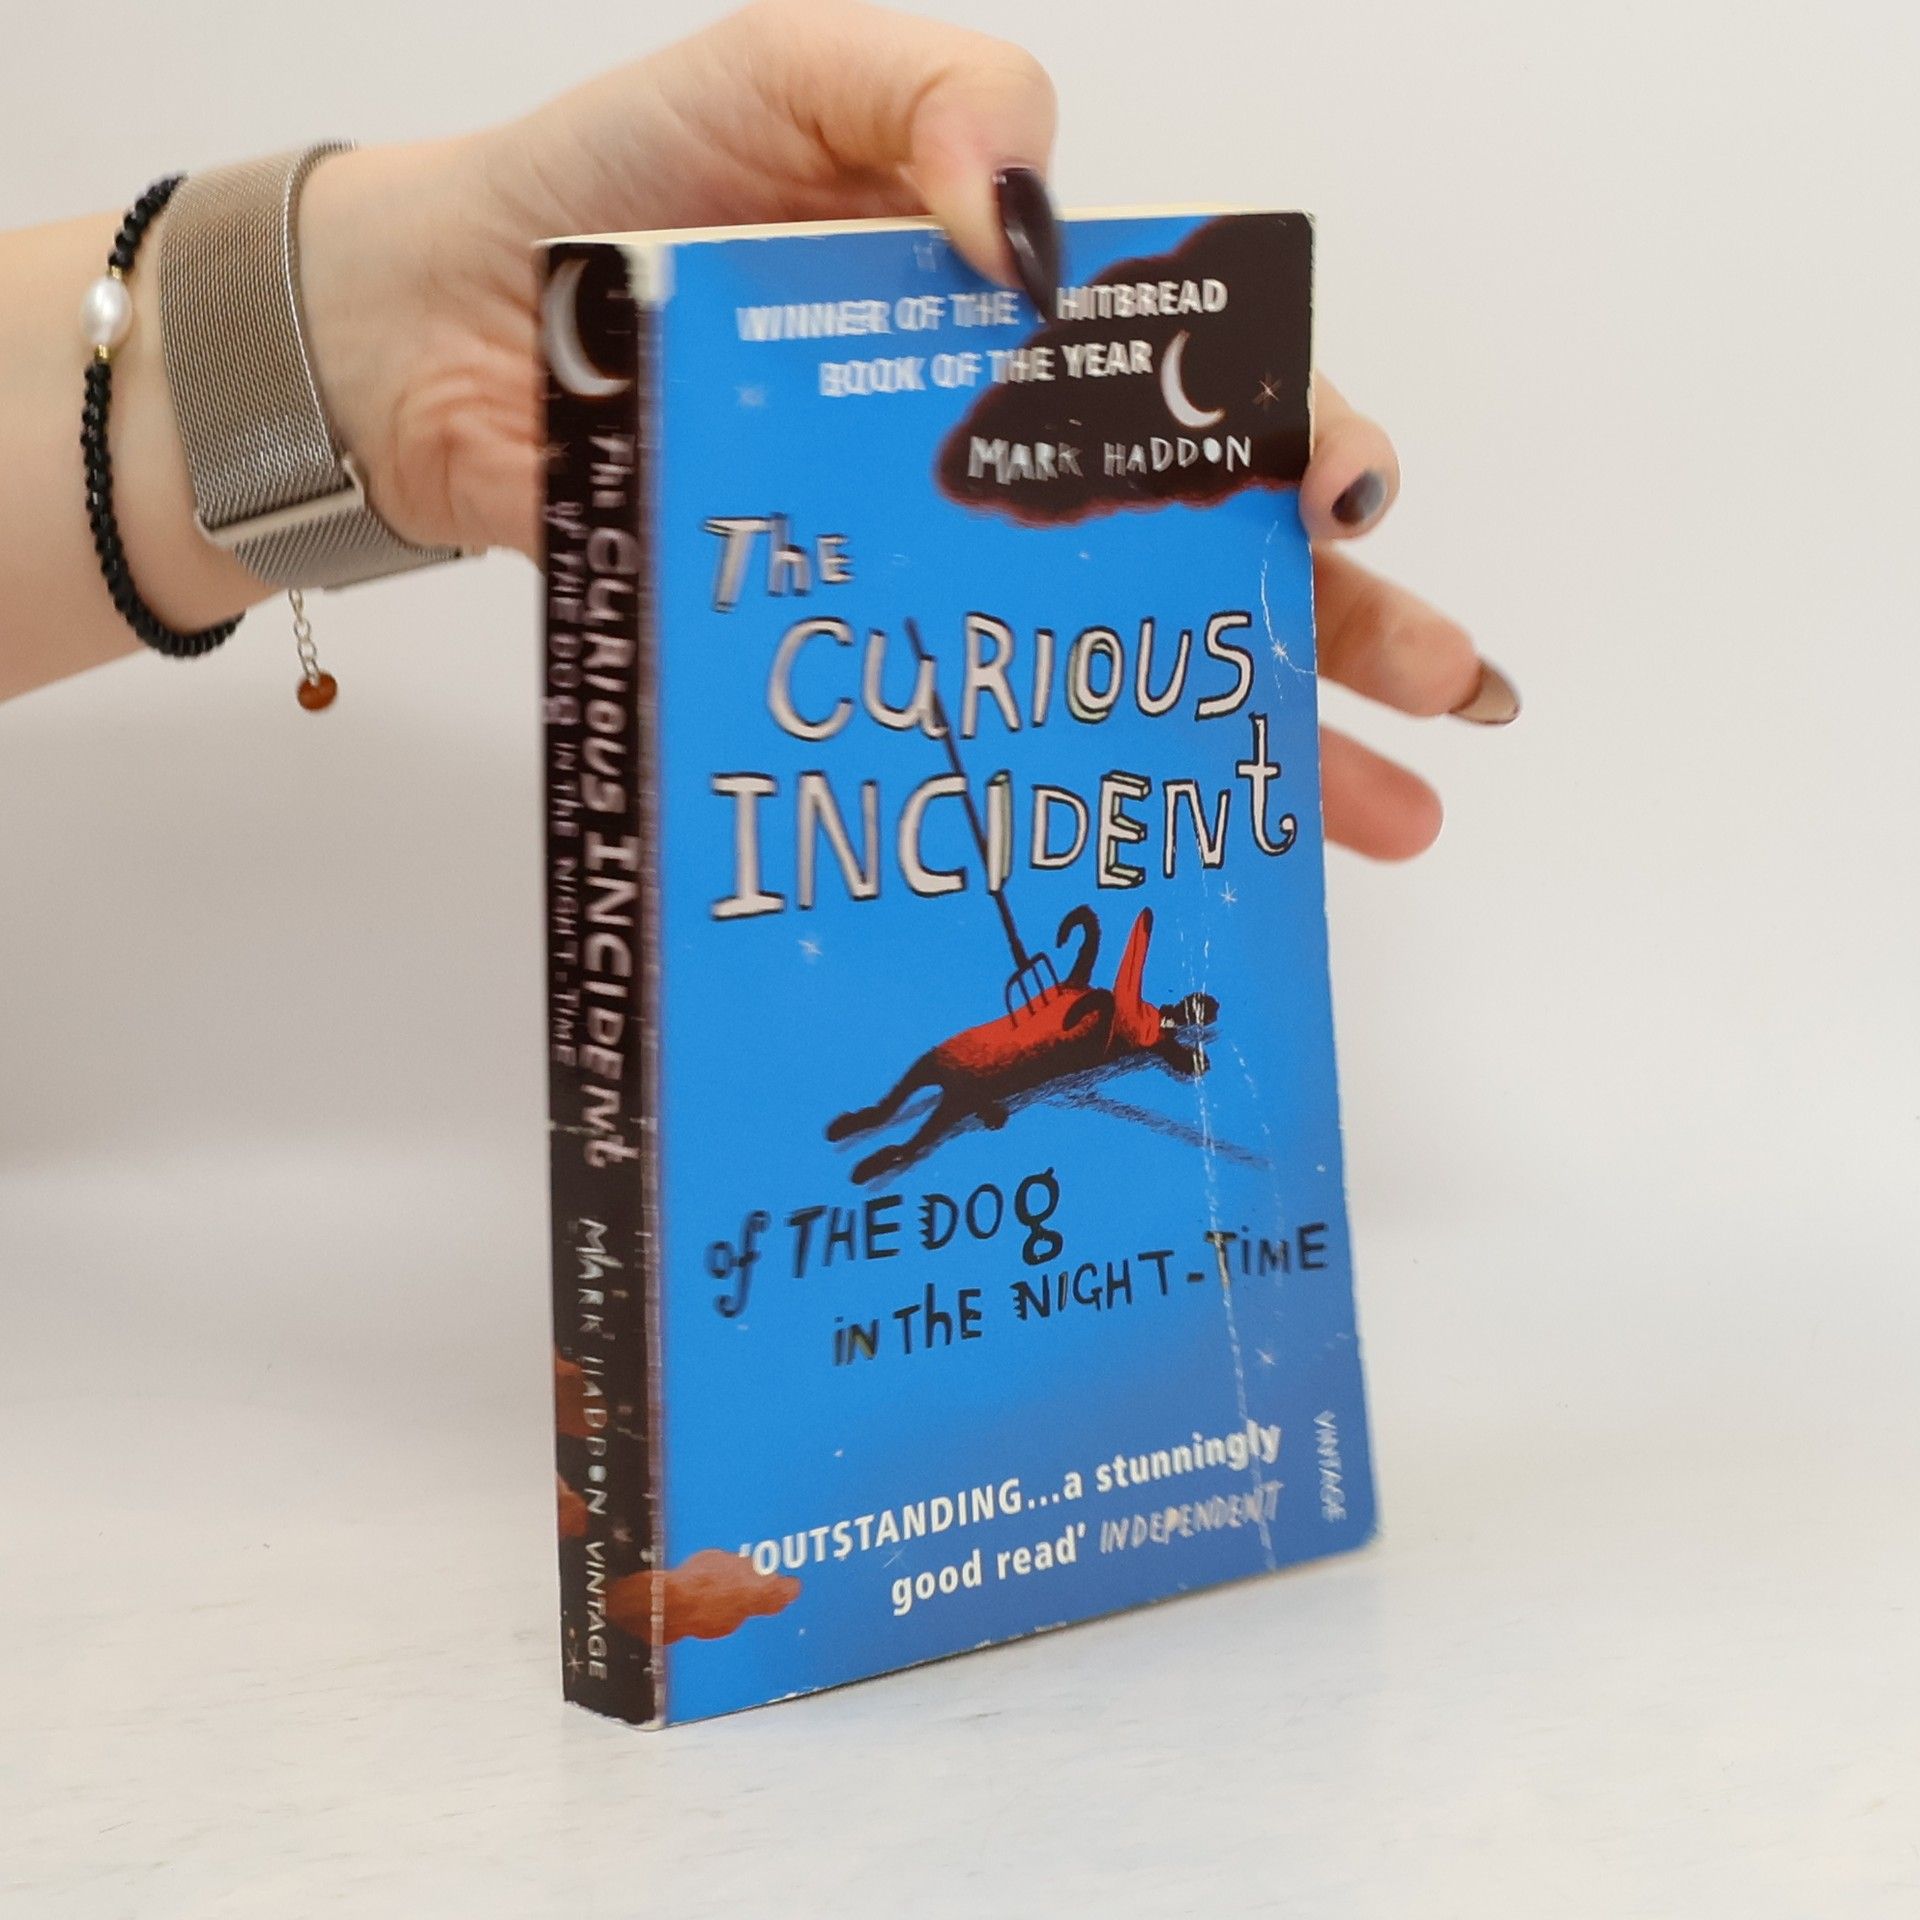 WINNER OF THE HITBREAD
BOOK OF THE YEAR
MARK HADDON
The
CuRIOUS
INCIDENt
of THE DOg
iN ThE NIGHT-TiME
'OUTSTANDING...a stunningly
good read' INDEPENDENT
VINTAGE
ThE CuRIOUS INCIDENt
of THE DOg IN ThE NIGHT-TiME
MARK HADDON VINTAGE